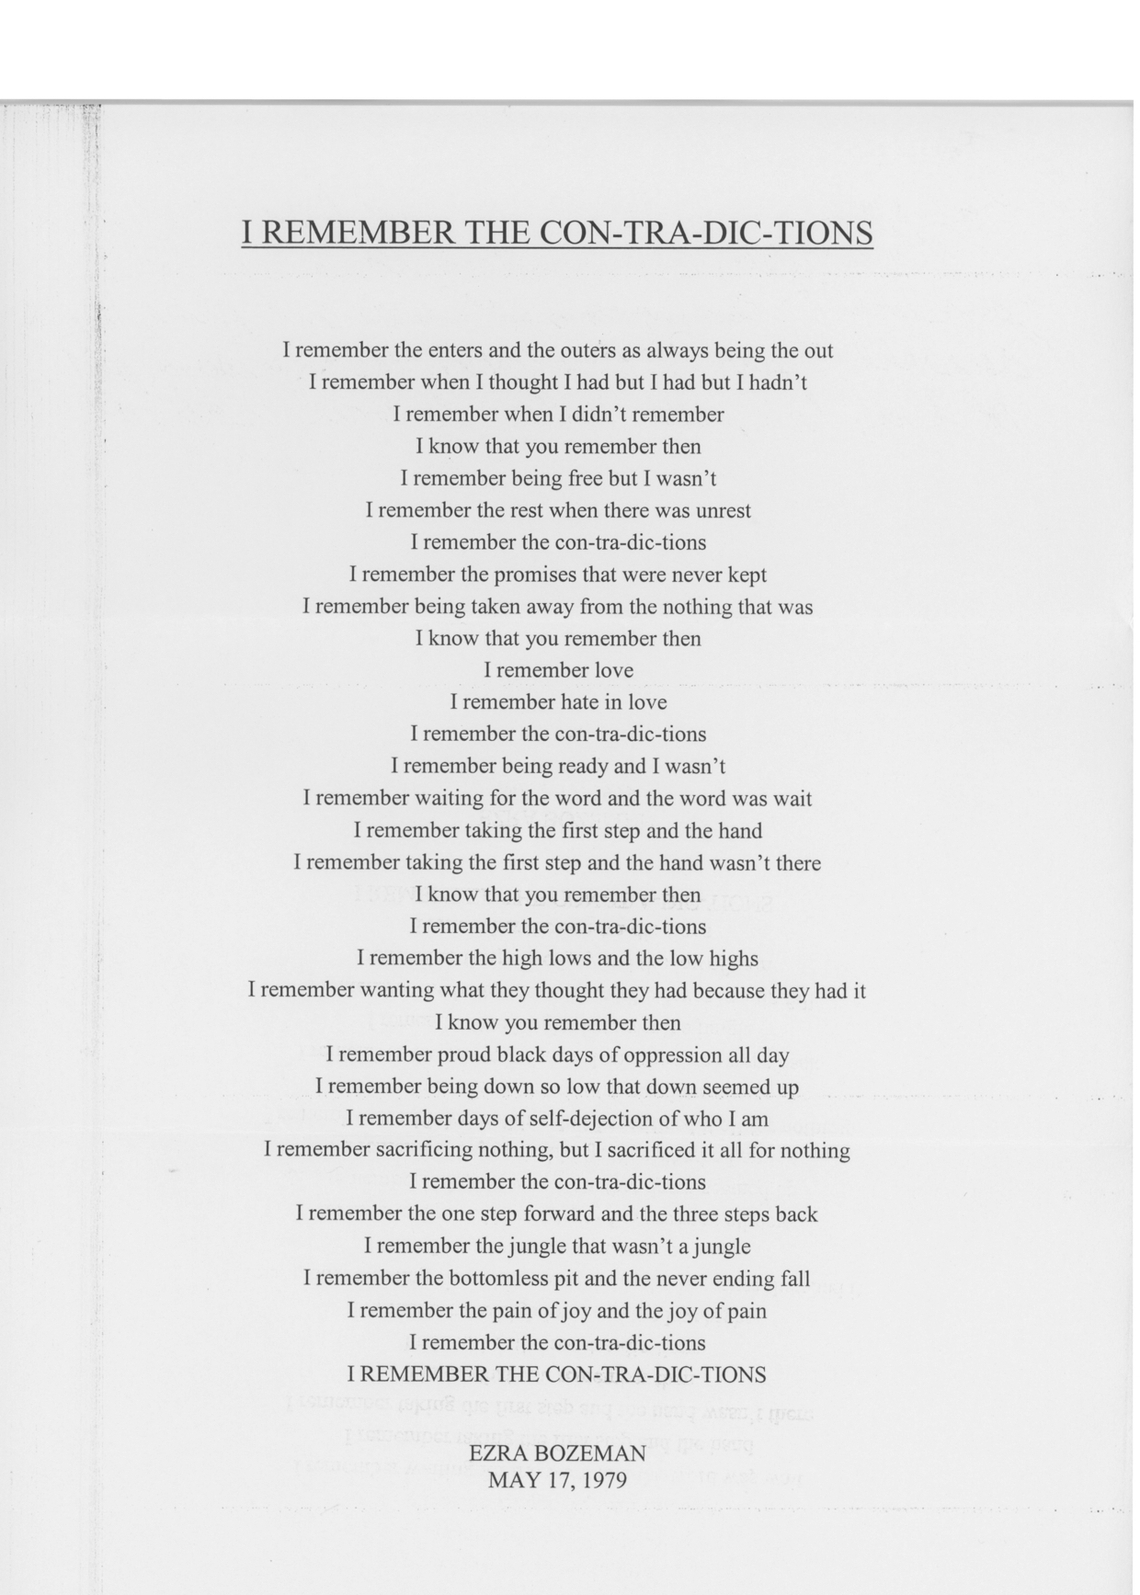 I REMEMBER THE CON-TRA-DIC-TIONS
I remember the enters and the outers as always being the out
I remember when I thought I had but I had but I hadn't
I remember when I didn't remember
I know that you remember then
I remember being free but I wasn't
I remember the rest when there was unrest
I remember the con-tra-dic-tions
I remember the promises that were never kept
I remember being taken away from the nothing that was
I know that you remember then
I remember love
I remember hate in love
I remember the con-tra-dic-tions
I remember being ready and I wasn't
I remember waiting for the word and the word was wait
I remember taking the first step and the hand
I remember taking the first step and the hand wasn't there
I know that you remember then
I remember the con-tra-dic-tions
I remember the high lows and the low highs
I remember wanting what they thought they had because they had it
I know you remember then
I remember proud black days of oppression all day
I remember being down so low that down seemed up
I remember days of self-dejection of who I am
I remember sacrificing nothing, but I sacrificed it all for nothing
I remember the con-tra-dic-tions
I remember the one step forward and the three steps back
I remember the jungle that wasn't a jungle
I remember the bottomless pit and the never ending fall
I remember the pain of joy and the joy of pain
I remember the con-tra-dic-tions
I REMEMBER THE CON-TRA-DIC-TIONS
EZRA BOZEMAN
MAY 17, 1979